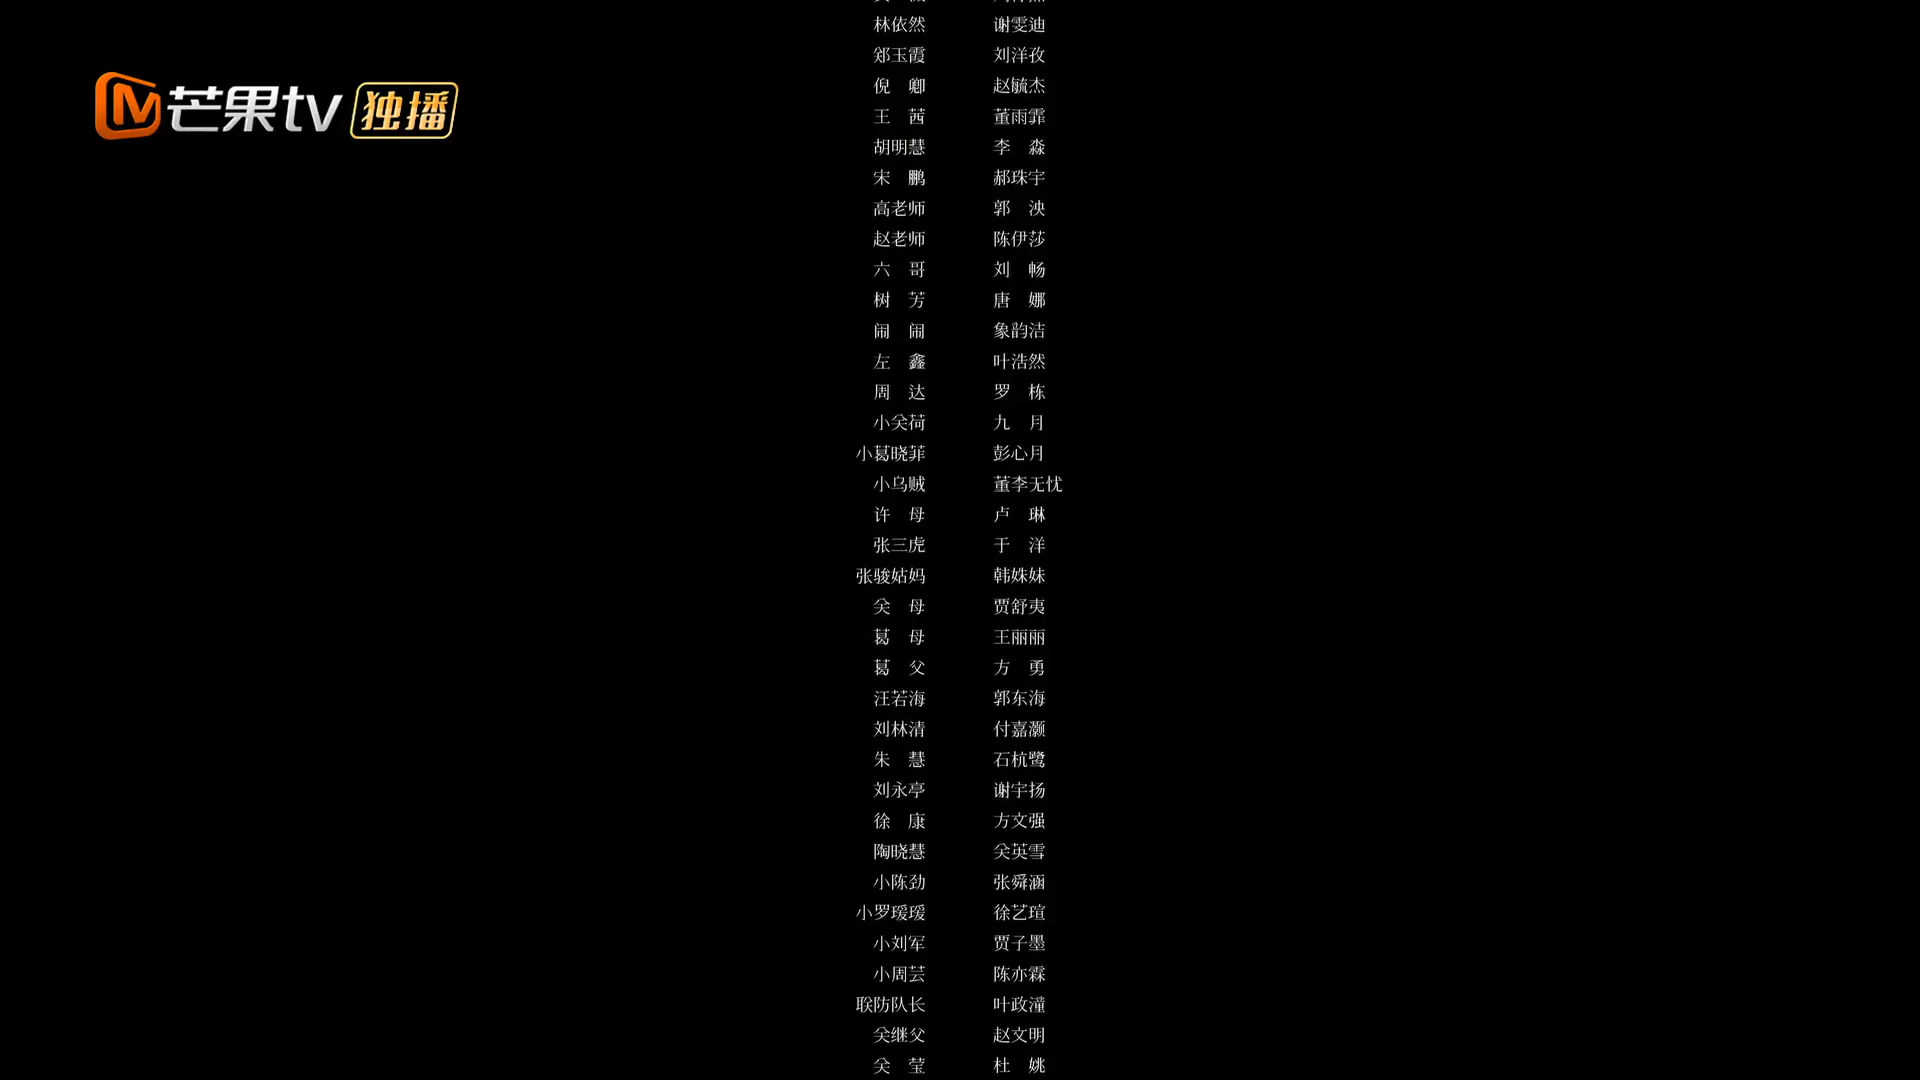 林依然 谢雯迪
郑玉霞 刘洋孜
倪 卿 赵毓杰
王 茜 董雨霏
胡明慧 李 淼
宋 鹏 郝珠宇
高老师 郭 泱
赵老师 陈伊莎
六 哥 刘 畅
树 芳 唐 娜
闹 闹 象韵洁
左 鑫 叶浩然
周 达 罗 栋
小关荷 九 月
小葛晓菲 彭心月
小乌贼 董李无忧
许 母 卢 琳
张三虎 于 洋
张骏姑妈 韩姝妹
关 母 贾舒夷
葛 母 王丽丽
葛 父 方 勇
汪若海 郭东海
刘林清 付嘉灏
朱 慧 石杭鹭
刘永亭 谢宇扬
徐 康 方文强
陶晓慧 关英雪
小陈劲 张舜涵
小罗瑗瑗 徐艺瑄
小刘军 贾子墨
小周芸 陈亦霖
联防队长 叶政潼
关继父 赵文明
关 莹 杜 姚
芒果tv 独播